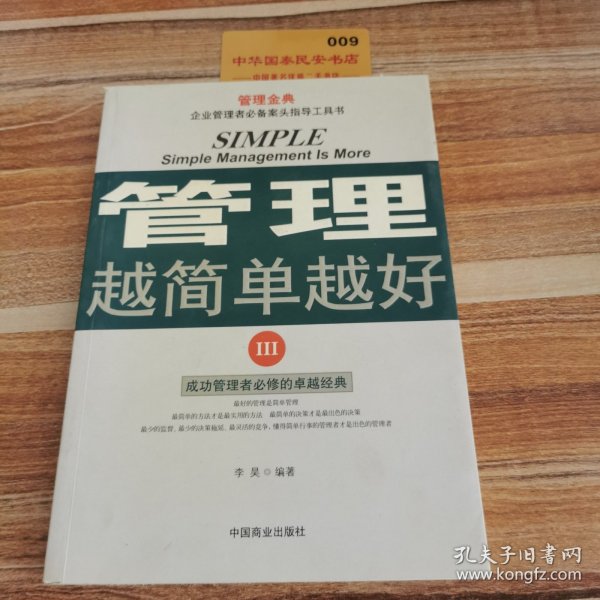 009
中华国泰民安书店
管理金典
企业管理者必备案头指导工具书
SIMPLE
Simple Management Is More
管理
越简单越好
III
成功管理者必修的卓越经典
最好的管理是简单管理
最简单的方法才是最实用的方法 最简单的决策才是最出色的决策
最少的监督，最少的决策拖延，最灵活的竞争，懂得简单行事的管理者才是出色的管理者
李昊◎编著
中国商业出版社
孔夫子旧书网
www.kongfz.com